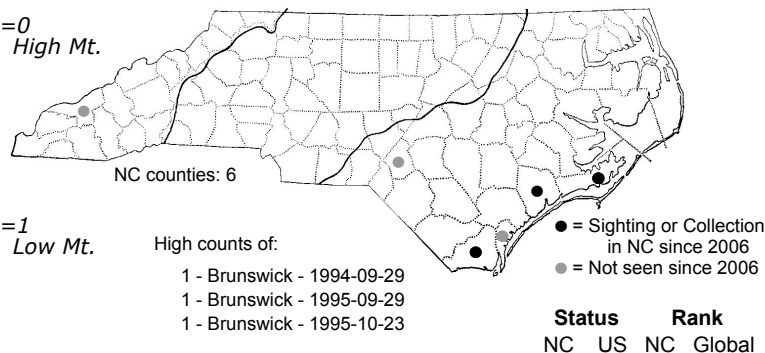 =0
High Mt.
NC counties: 6
=1
Low Mt.
High counts of:
1 - Brunswick - 1994-09-29
1 - Brunswick - 1995-09-29
1 - Brunswick - 1995-10-23
= Sighting or Collection
in NC since 2006
= Not seen since 2006
Status Rank
NC US NC Global